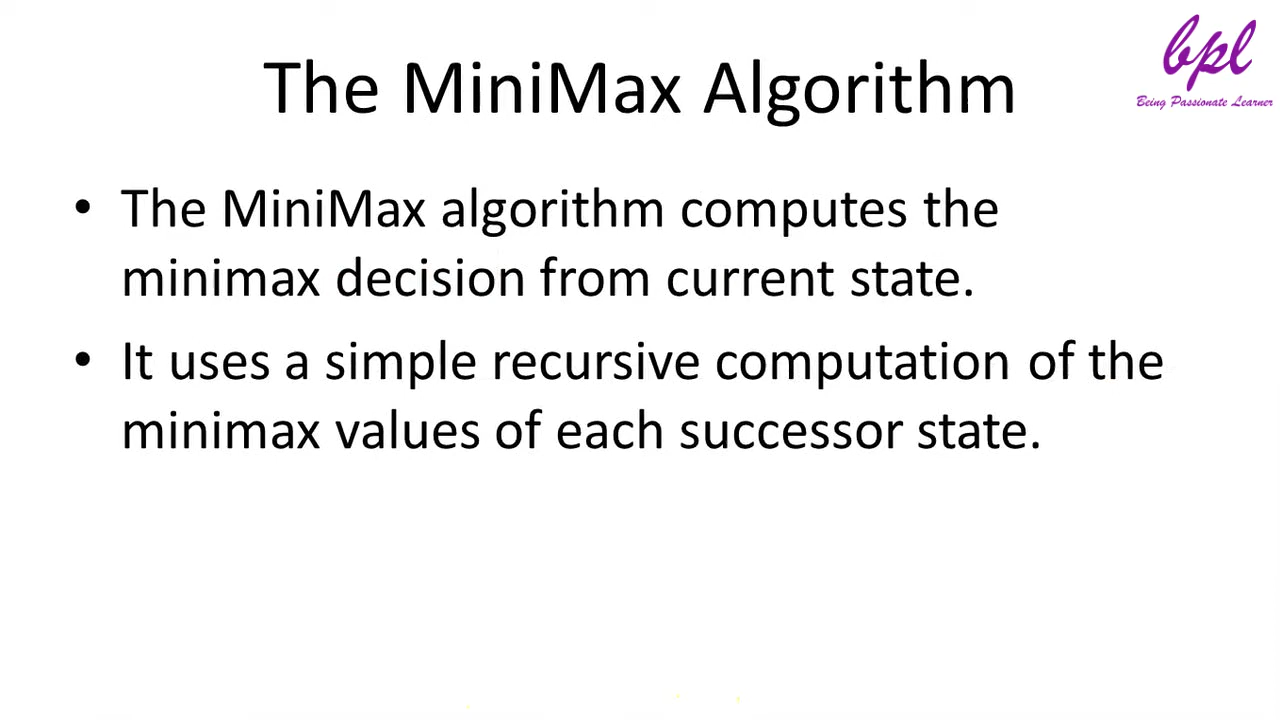 The MiniMax Algorithm
bpl
Being Passionate Learner
• The MiniMax algorithm computes the
minimax decision from current state.
• It uses a simple recursive computation of the
minimax values of each successor state.